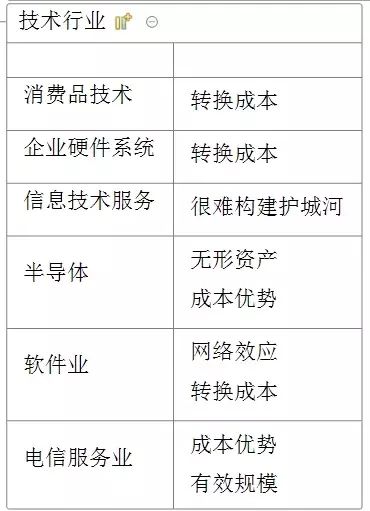 技术行业
消费品技术
转换成本
企业硬件系统
转换成本
信息技术服务
很难构建护城河
半导体
无形资产
成本优势
软件业
网络效应
转换成本
电信服务业
成本优势
有效规模